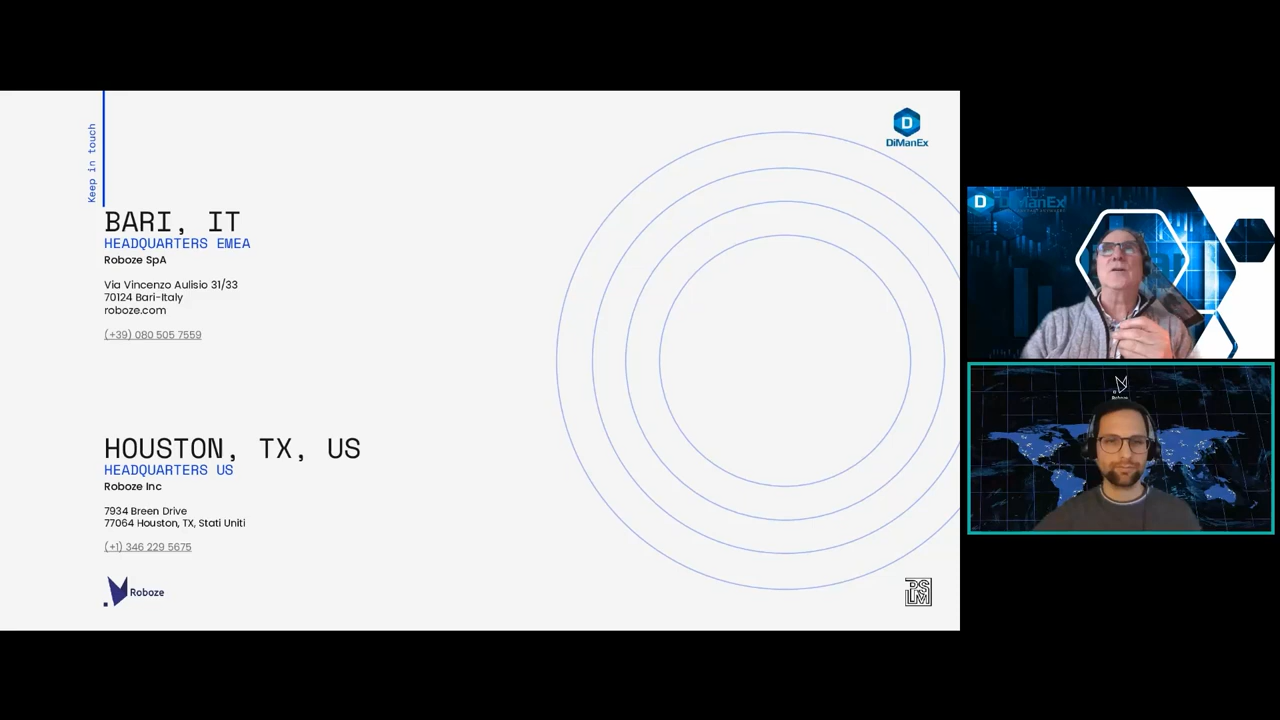 Keep in touch
BARI, IT
HEADQUARTERS EMEA
Roboze SpA
Via Vincenzo Aulisio 31/33
70124 Bari-Italy
roboze.com
(+39) 080 505 7559
HOUSTON, TX, US
HEADQUARTERS US
Roboze Inc
7934 Breen Drive
77064 Houston, TX, Stati Uniti
(+1) 346 229 5675
Roboze
D
DiManEx
D
DiManEx
Roboze